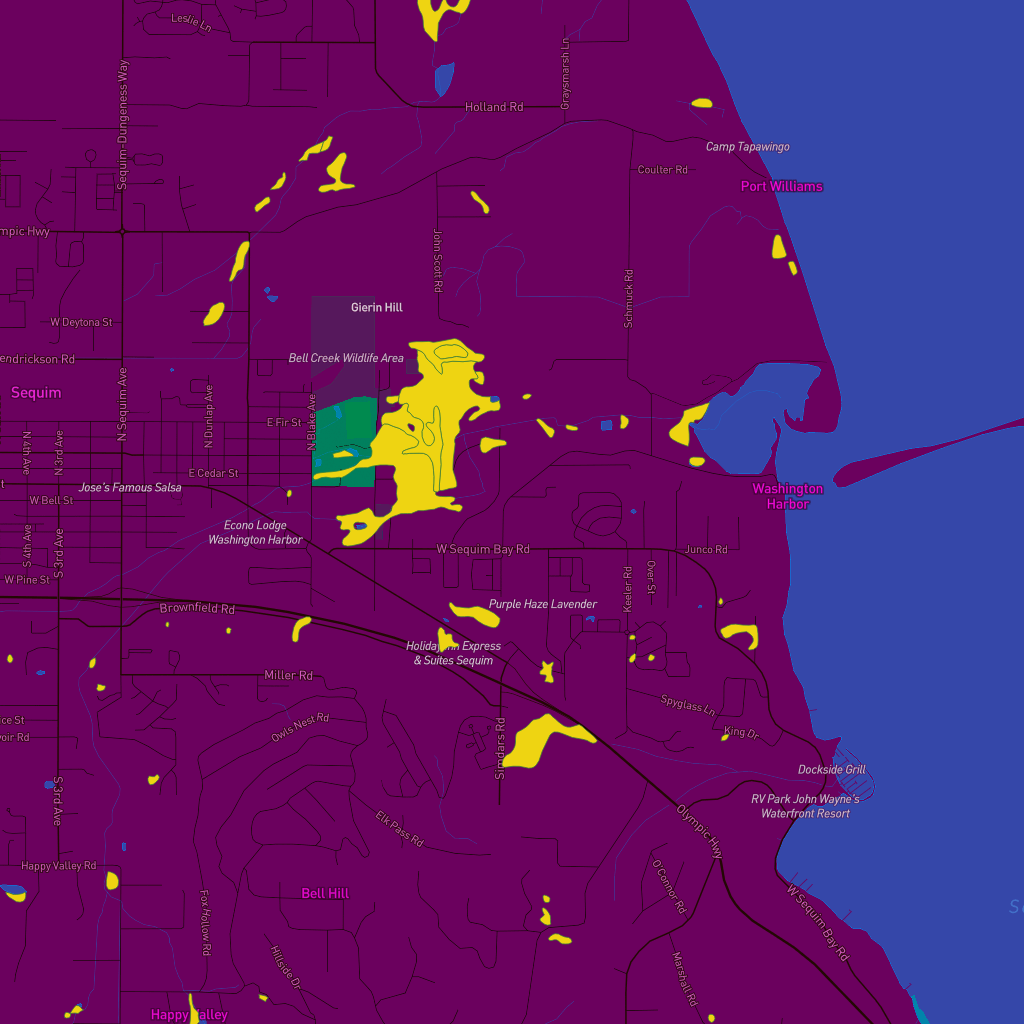 Leslie Ln
Sequim-Dungeness Way
Holland Rd
Graysmarsh Ln
Camp Tapawingo
Coulter Rd
Port Williams
mpic Hwy
John Scott Rd
Schmuck Rd
Gierin Hill
W Deytona St
Bell Creek Wildlife Area
endrickson Rd
Sequim
N Sequim Ave
N Dunlap Ave
N Blake Ave
E Fir St
N 4th Ave
N 3rd Ave
E Cedar St
t
Jose's Famous Salsa
W Bell St
Washington
Harbor
Econo Lodge
Washington Harbor
S 4th Ave
S 3rd Ave
W Sequim Bay Rd
Junco Rd
W Pine St
Keeler Rd
Over St
Brownfield Rd
Purple Haze Lavender
Holiday Inn Express
& Suites Sequim
Miller Rd
Spyglass Ln
Owls Nest Rd
ice St
voir Rd
King Dr
Simdars Rd
Dockside Grill
S 3rd Ave
RV Park John Wayne's
Waterfront Resort
Elk Pass Rd
Olympic Hwy
Happy Valley Rd
O'Connor Rd
Bell Hill
Fox Hollow Rd
W Sequim Bay Rd
S
Hillside Dr
Marshall Rd
Happy Valley